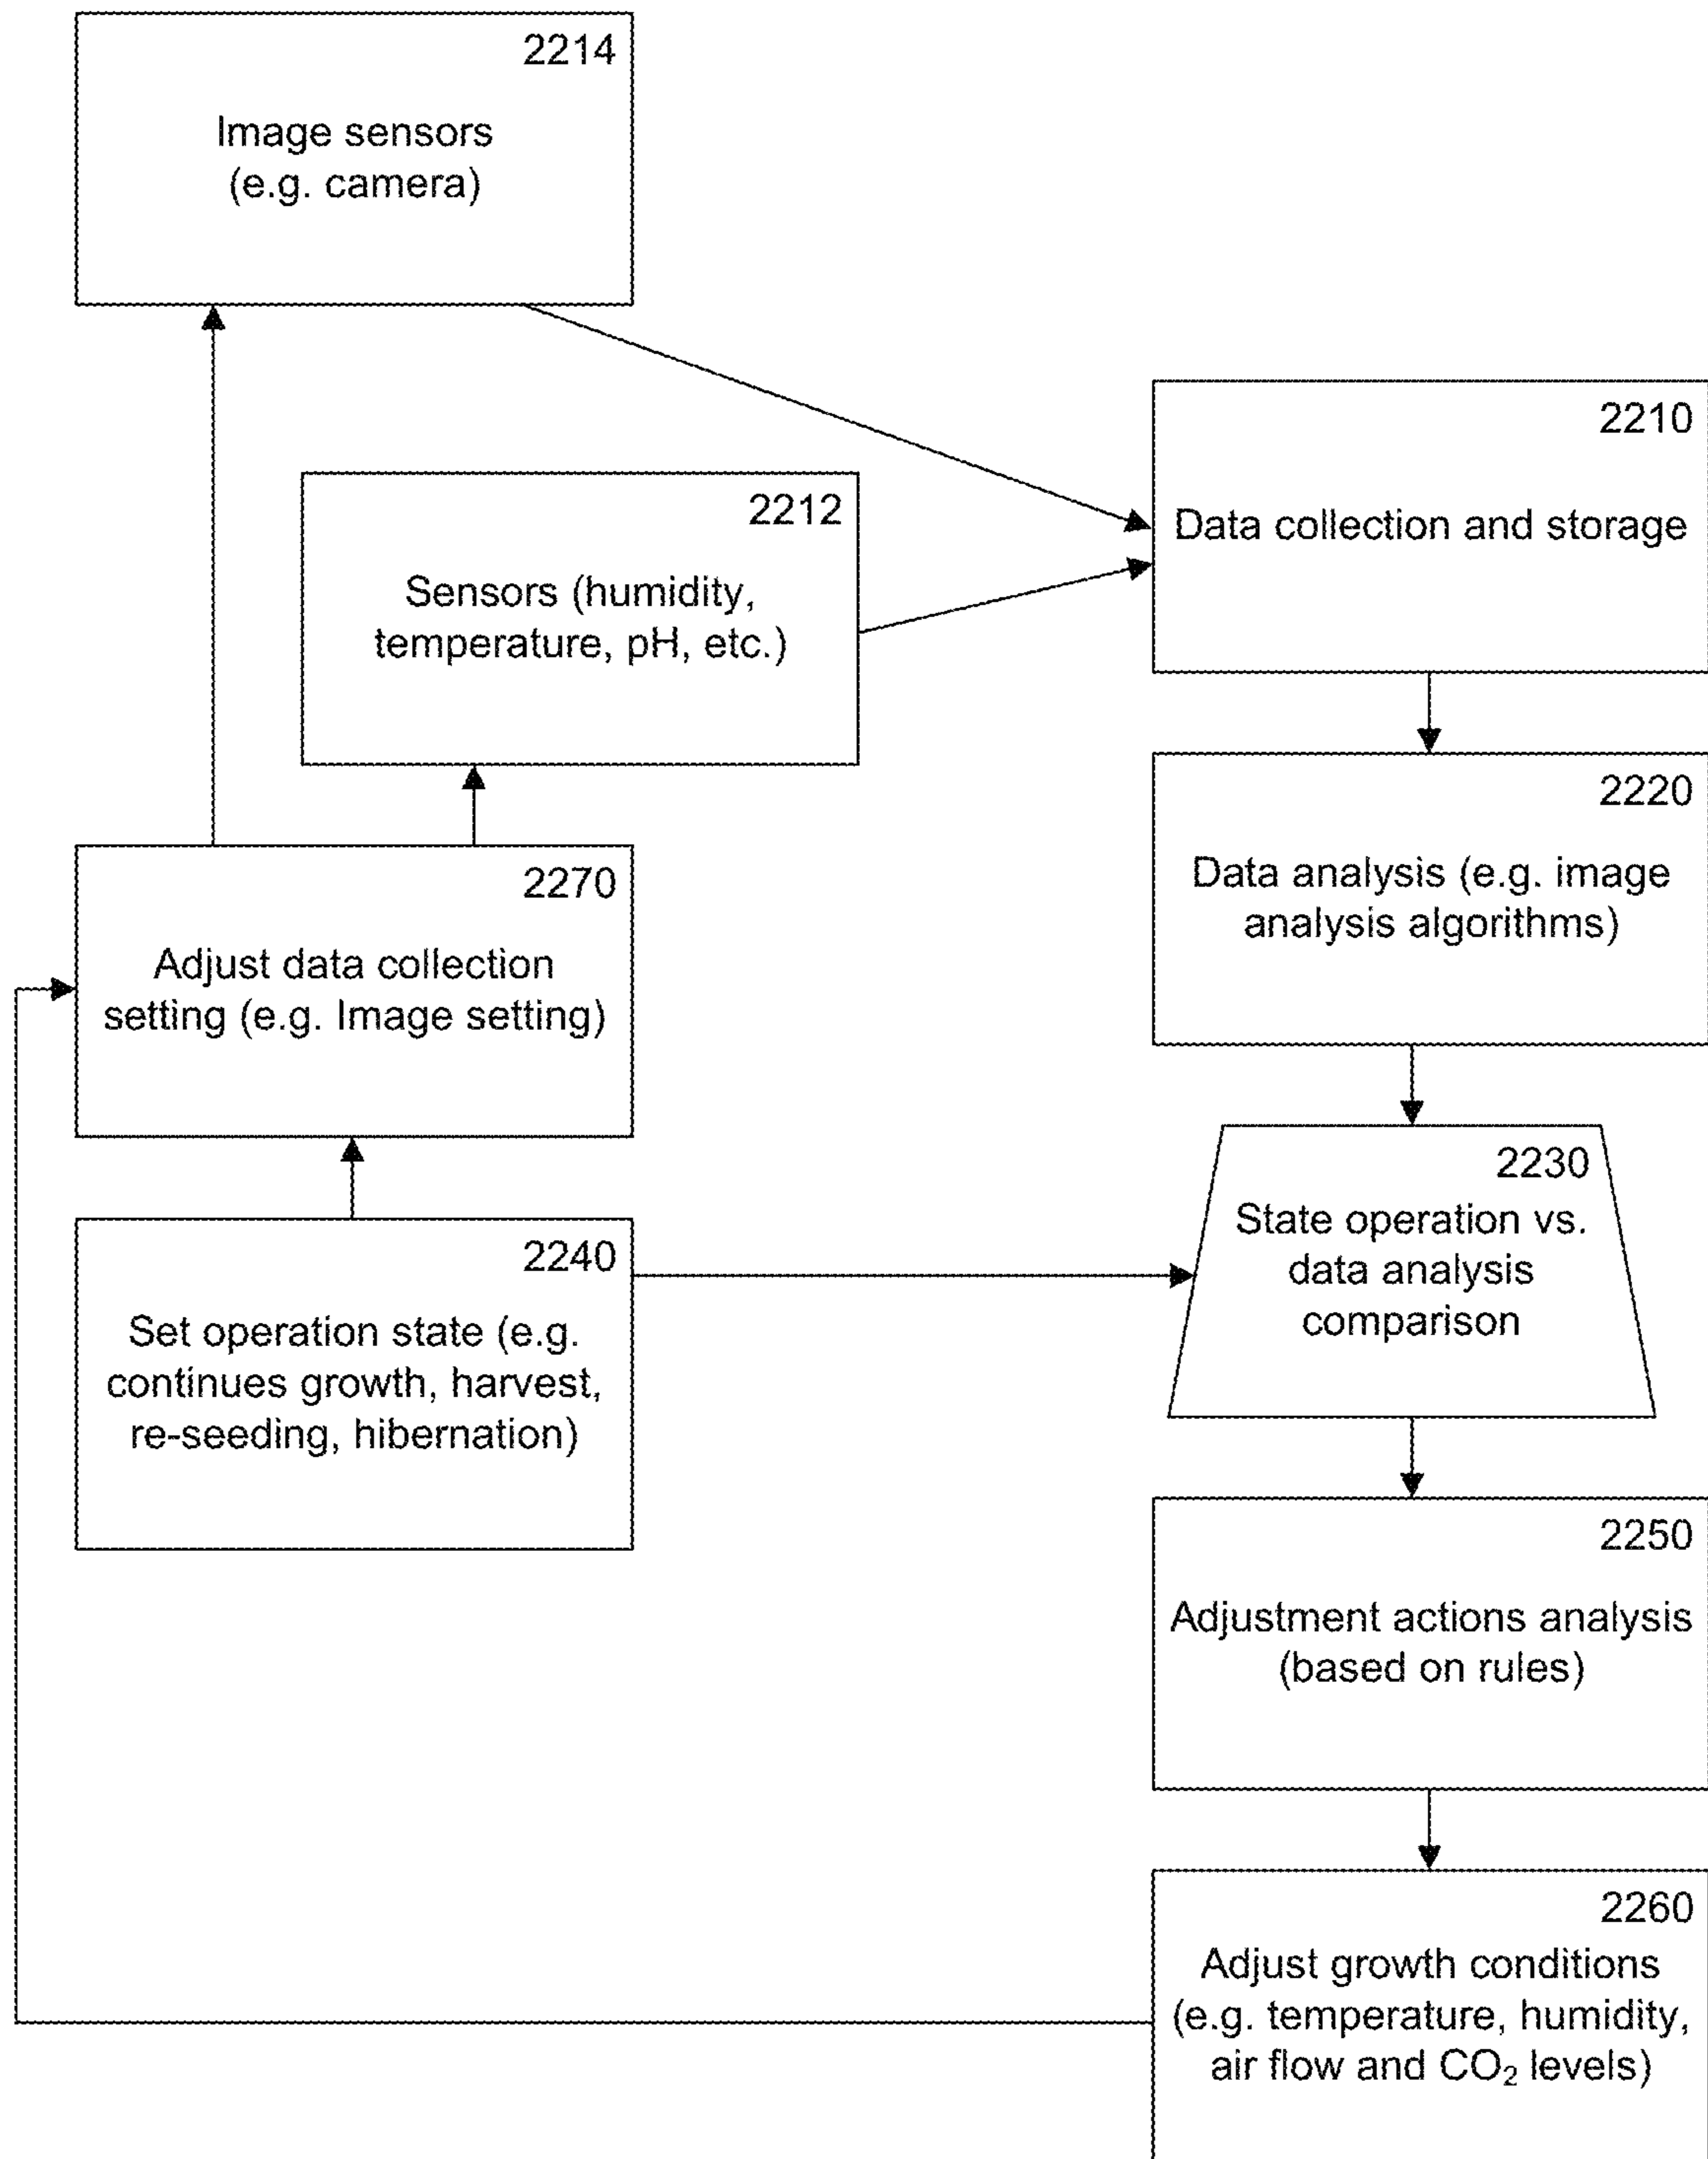 2214
Image sensors
(e.g. camera)
2210
Data collection and storage
2212
Sensors (humidity,
temperature, pH, etc.)
2220
Data analysis (e.g. image
analysis algorithms)
2270
Adjust data collection
setting (e.g. Image setting)
2230
State operation vs.
data analysis
comparison
2240
Set operation state (e.g.
continues growth, harvest,
re-seeding, hibernation)
2250
Adjustment actions analysis
(based on rules)
2260
Adjust growth conditions
(e.g. temperature, humidity,
air flow and CO₂ levels)